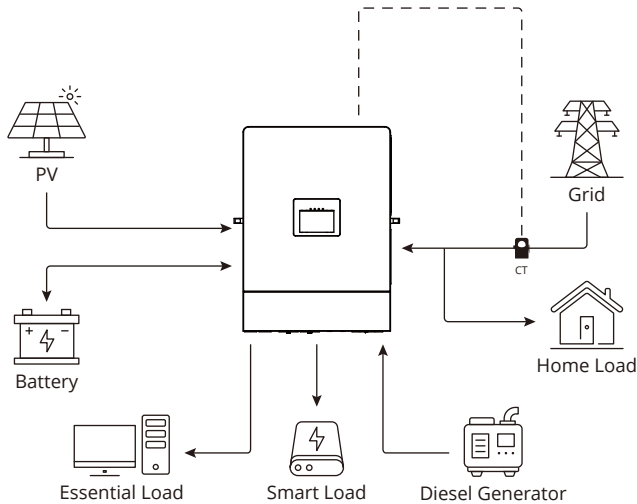 PV
Grid
CT
Battery
Home Load
Essential Load
Smart Load
Diesel Generator